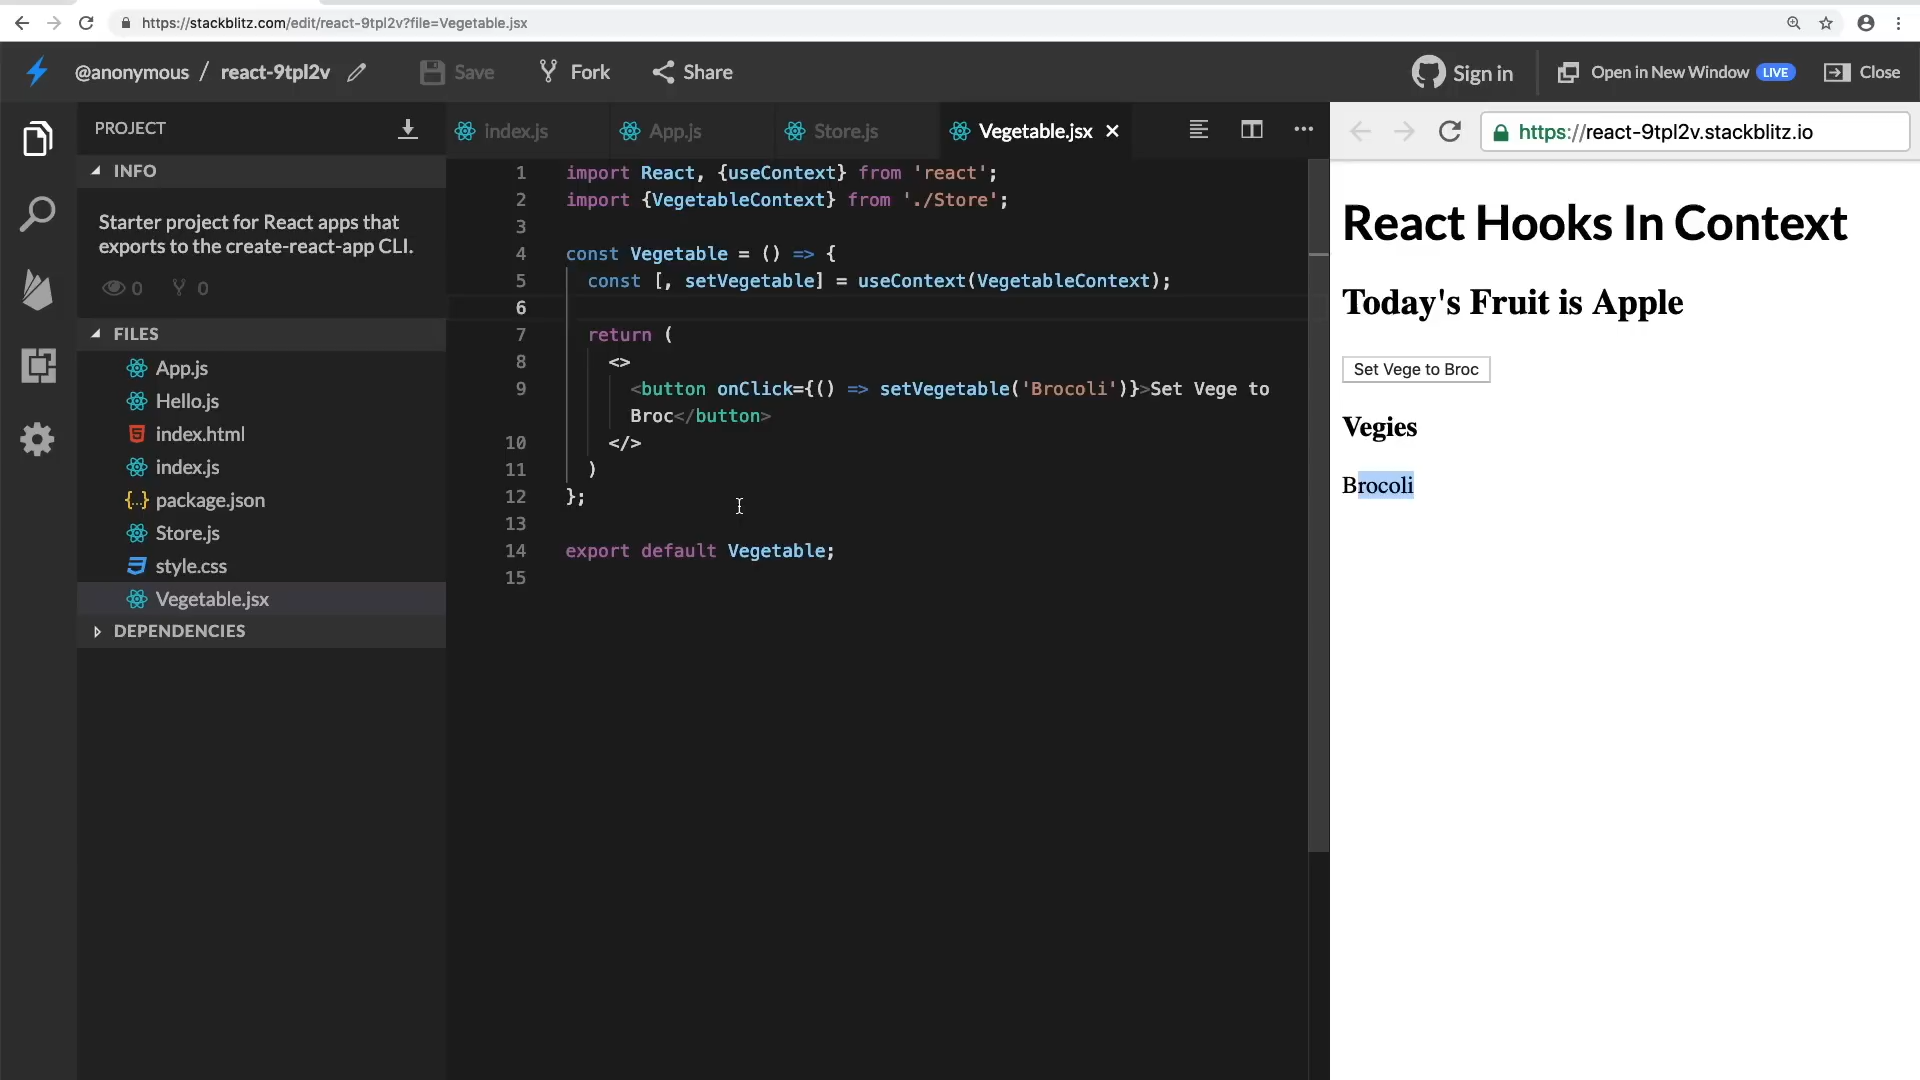 https://stackblitz.com/edit/react-9tpl2v?file=Vegetable.jsx
@anonymous / react-9tpl2v Save Fork Share Sign in Open in New Window LIVE Close
PROJECT
INFO
Starter project for React apps that
exports to the create-react-app CLI.
0 0
FILES
App.js
Hello.js
index.html
index.js
package.json
Store.js
style.css
Vegetable.jsx
DEPENDENCIES
index.js App.js Store.js Vegetable.jsx
1 import React, {useContext} from 'react';
2 import {VegetableContext} from './Store';
3
4 const Vegetable = () => {
5 const [, setVegetable] = useContext(VegetableContext);
6
7 return (
8 <>
9 <button onClick={() => setVegetable('Brocoli')}>Set Vege to
Broc</button>
10 </>
11 )
12 };
13
14 export default Vegetable;
15
https://react-9tpl2v.stackblitz.io
React Hooks In Context
Today's Fruit is Apple
Set Vege to Broc
Vegies
Brocoli